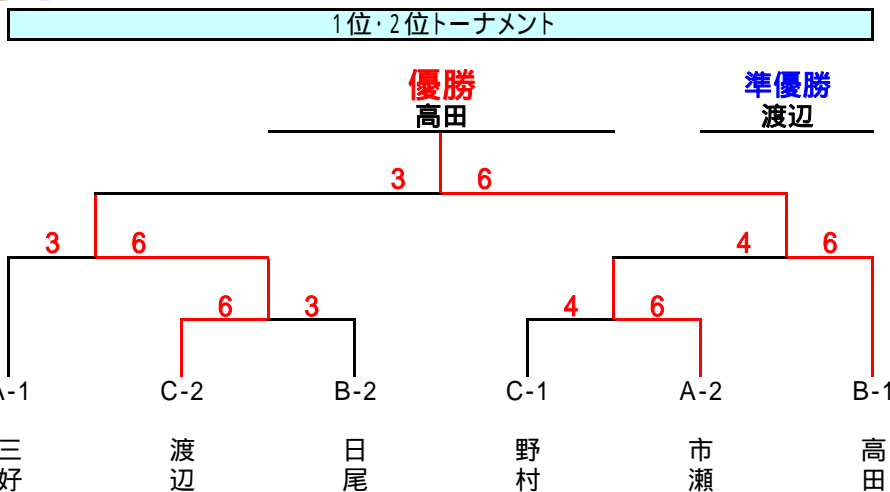 1位・2位トーナメント
優勝 準優勝
高田 渡辺
3 6
3 6 4 6
6 3 4 6
A-1 C-2 B-2 C-1 A-2 B-1
三好 渡辺 日尾 野村 市瀬 高田